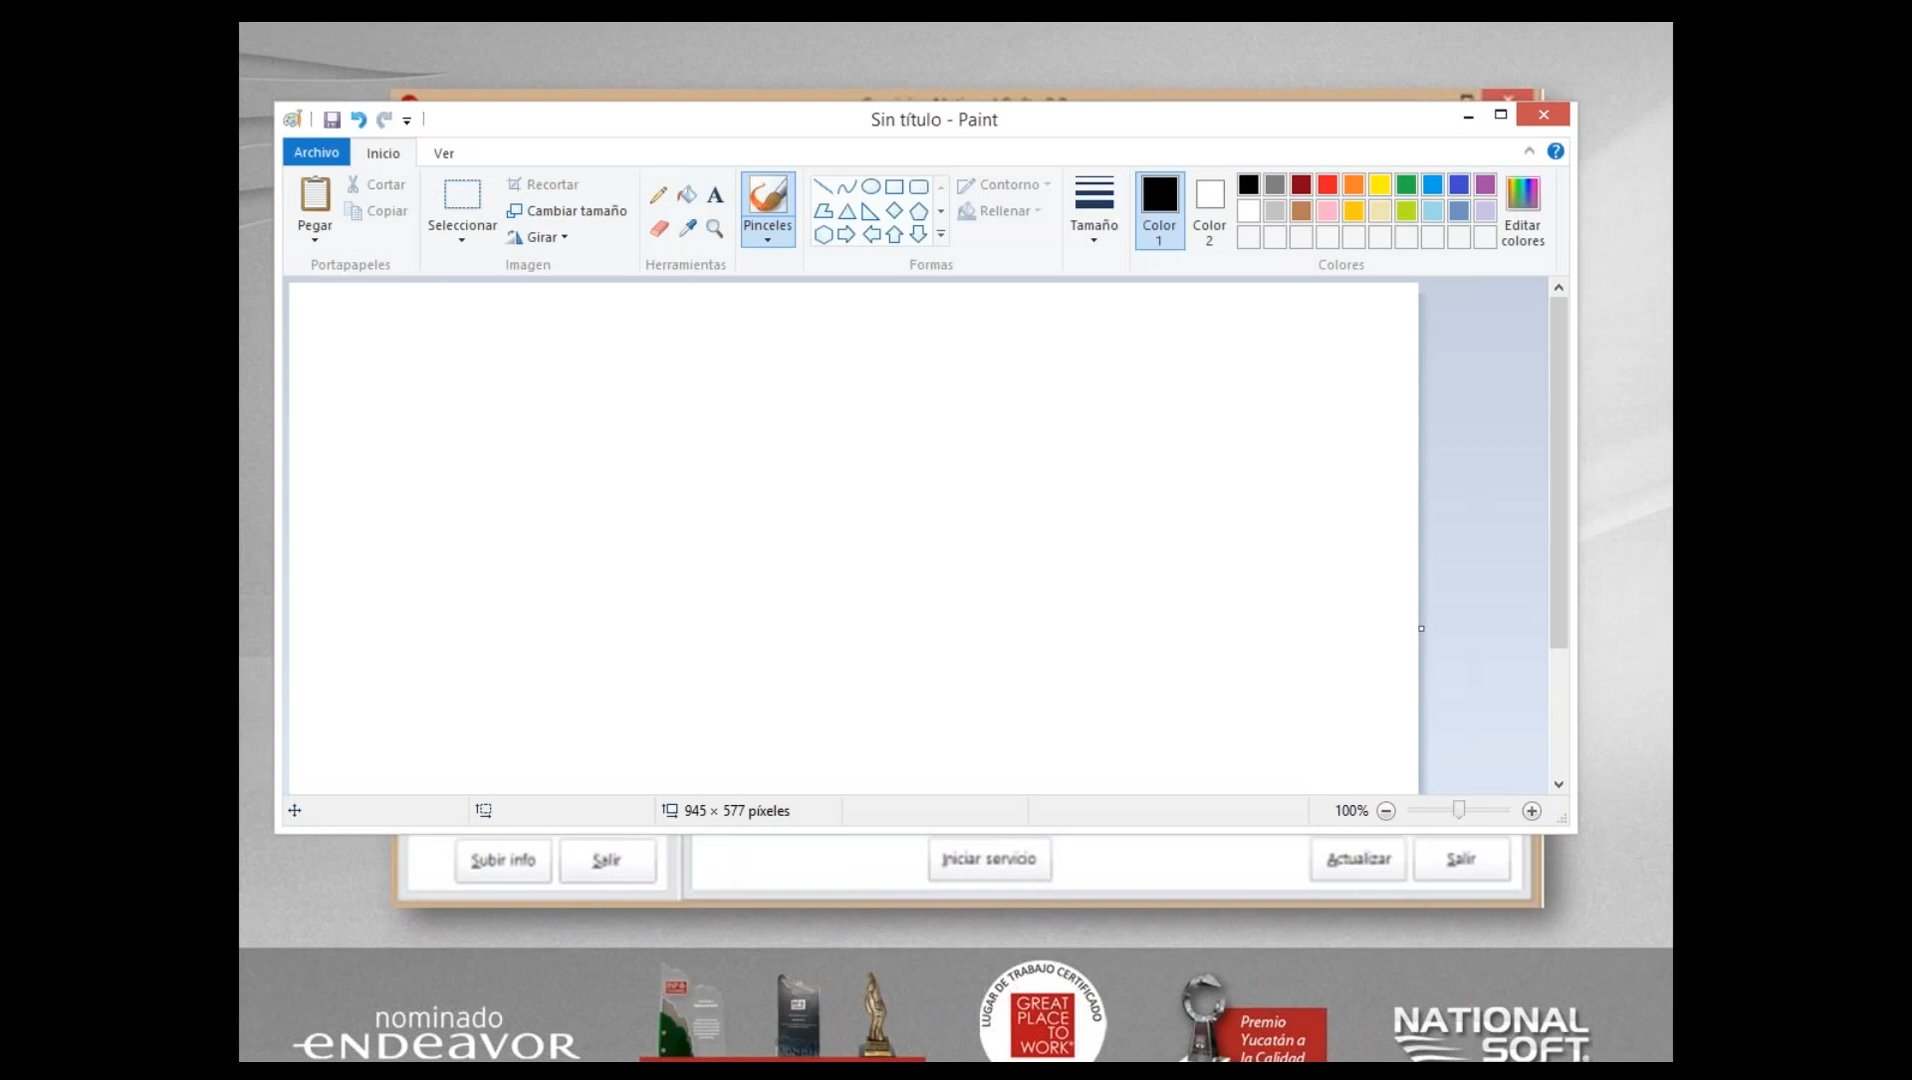 Sin título - Paint
Archivo
Inicio
Ver
Pegar
Cortar
Copiar
Portapapeles
Seleccionar
Recortar
Cambiar tamaño
Girar
Imagen
A
Herramientas
Pinceles
Contorno
Rellenar
Formas
Tamaño
Color
1
Color
2
Editar
colores
Colores
945 × 577 píxeles
100%
Subir info
Salir
Iniciar servicio
Actualizar
Salir
nominado
ENDEAVOR
LUGAR DE TRABAJO CERTIFICADO
GREAT
PLACE
TO
WORK®
Premio
Yucatán a
la Calidad
NATIONAL
SOFT